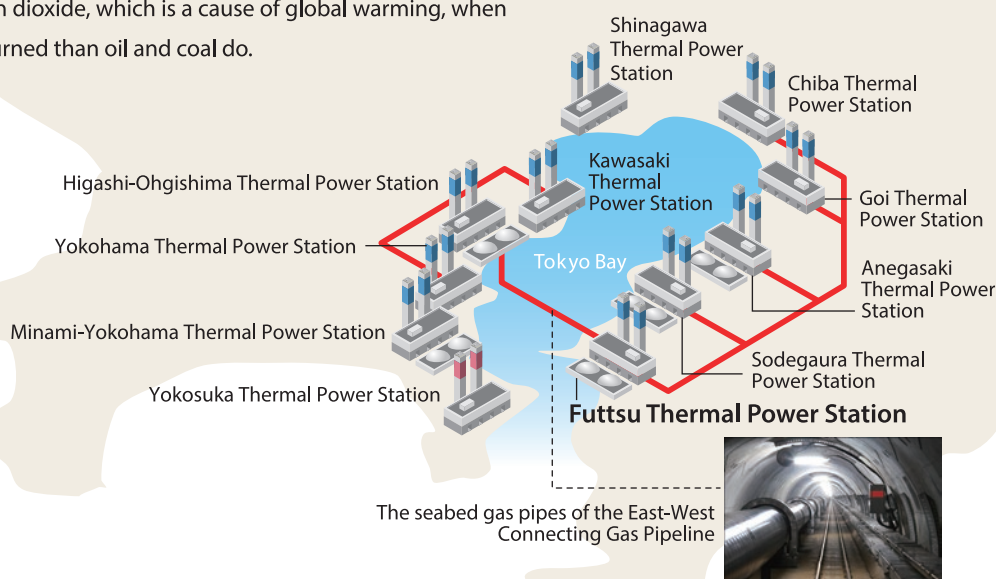 n dioxide, which is a cause of global warming, when
urned than oil and coal do.
Shinagawa
Thermal Power
Station
Chiba Thermal
Power Station
Kawasaki
Thermal
Power Station
Higashi-Ohgishima Thermal Power Station
Goi Thermal
Power Station
Yokohama Thermal Power Station
Tokyo Bay
Anegasaki
Thermal Power
Station
Minami-Yokohama Thermal Power Station
Sodegaura Thermal
Power Station
Yokosuka Thermal Power Station
Futtsu Thermal Power Station
The seabed gas pipes of the East-West
Connecting Gas Pipeline